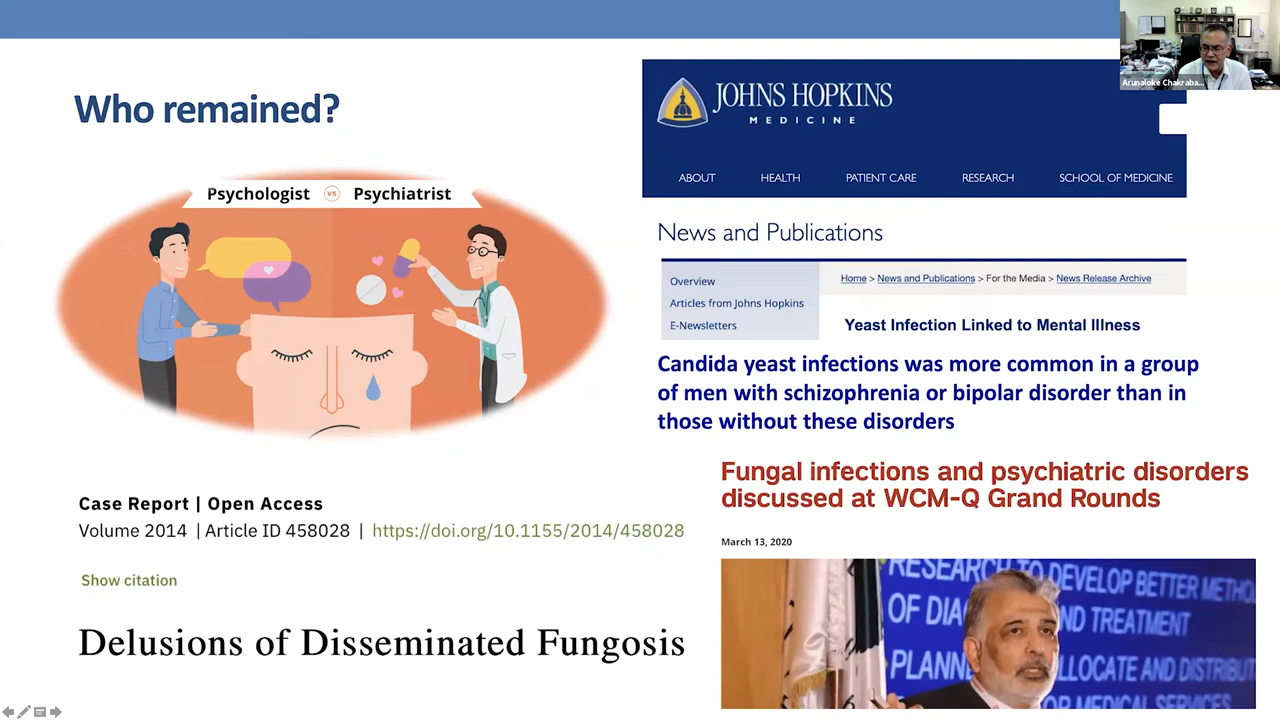 Who remained?
Psychologist vs Psychiatrist
Case Report | Open Access
Volume 2014 | Article ID 458028 | https://doi.org/10.1155/2014/458028
Show citation
Delusions of Disseminated Fungosis
Arunaloke Chakraba...
JOHNS HOPKINS
MEDICINE
ABOUT HEALTH PATIENT CARE RESEARCH SCHOOL OF MEDICINE
News and Publications
Overview
Articles from Johns Hopkins
E-Newsletters
Home > News and Publications > For the Media > News Release Archive
Yeast Infection Linked to Mental Illness
Candida yeast infections was more common in a group
of men with schizophrenia or bipolar disorder than in
those without these disorders
Fungal infections and psychiatric disorders
discussed at WCM-Q Grand Rounds
March 13, 2020
RESEARCH TO DEVELOP BETTER METHO
OF DIA ND TREATMENT
PLANN LLOCATE AND DISTRIBUT
OR MEDICAL SERVICES